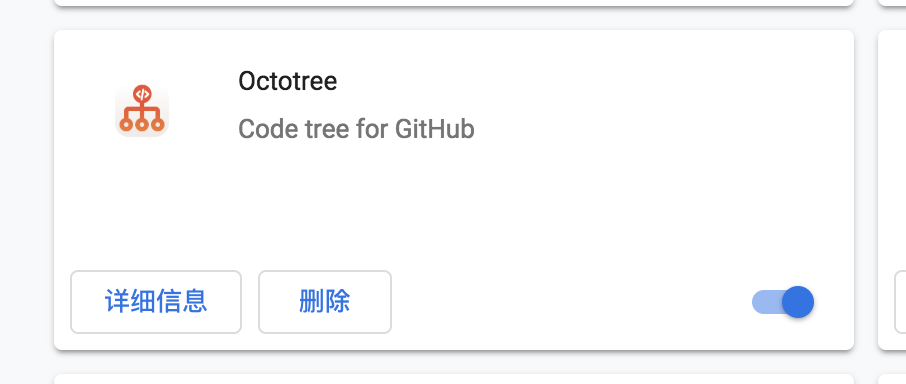 Octotree
Code tree for GitHub
详细信息
删除